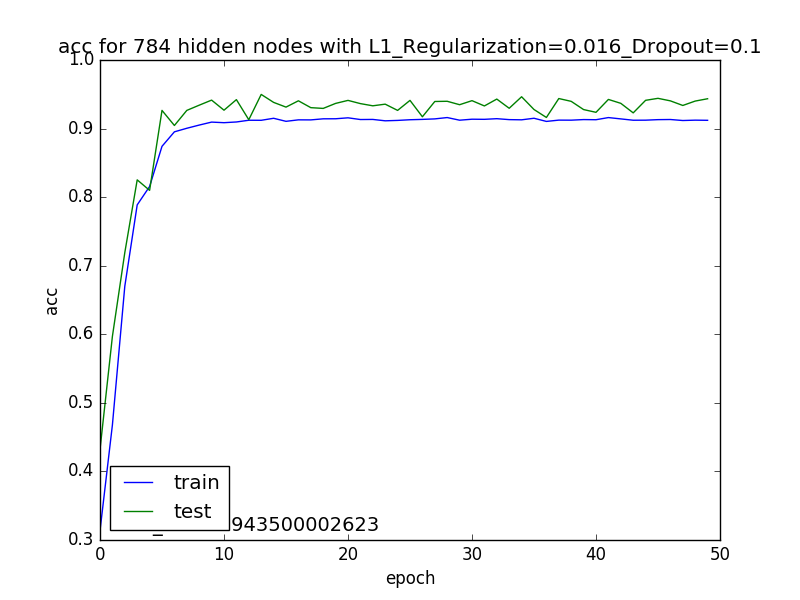 acc for 784 hidden nodes with L1_Regularization=0.016_Dropout=0.1
1.0
0.9
0.8
0.7
0.6
0.5
0.4
0.3
acc
train
test
943500002623
0 10 20 30 40 50
epoch